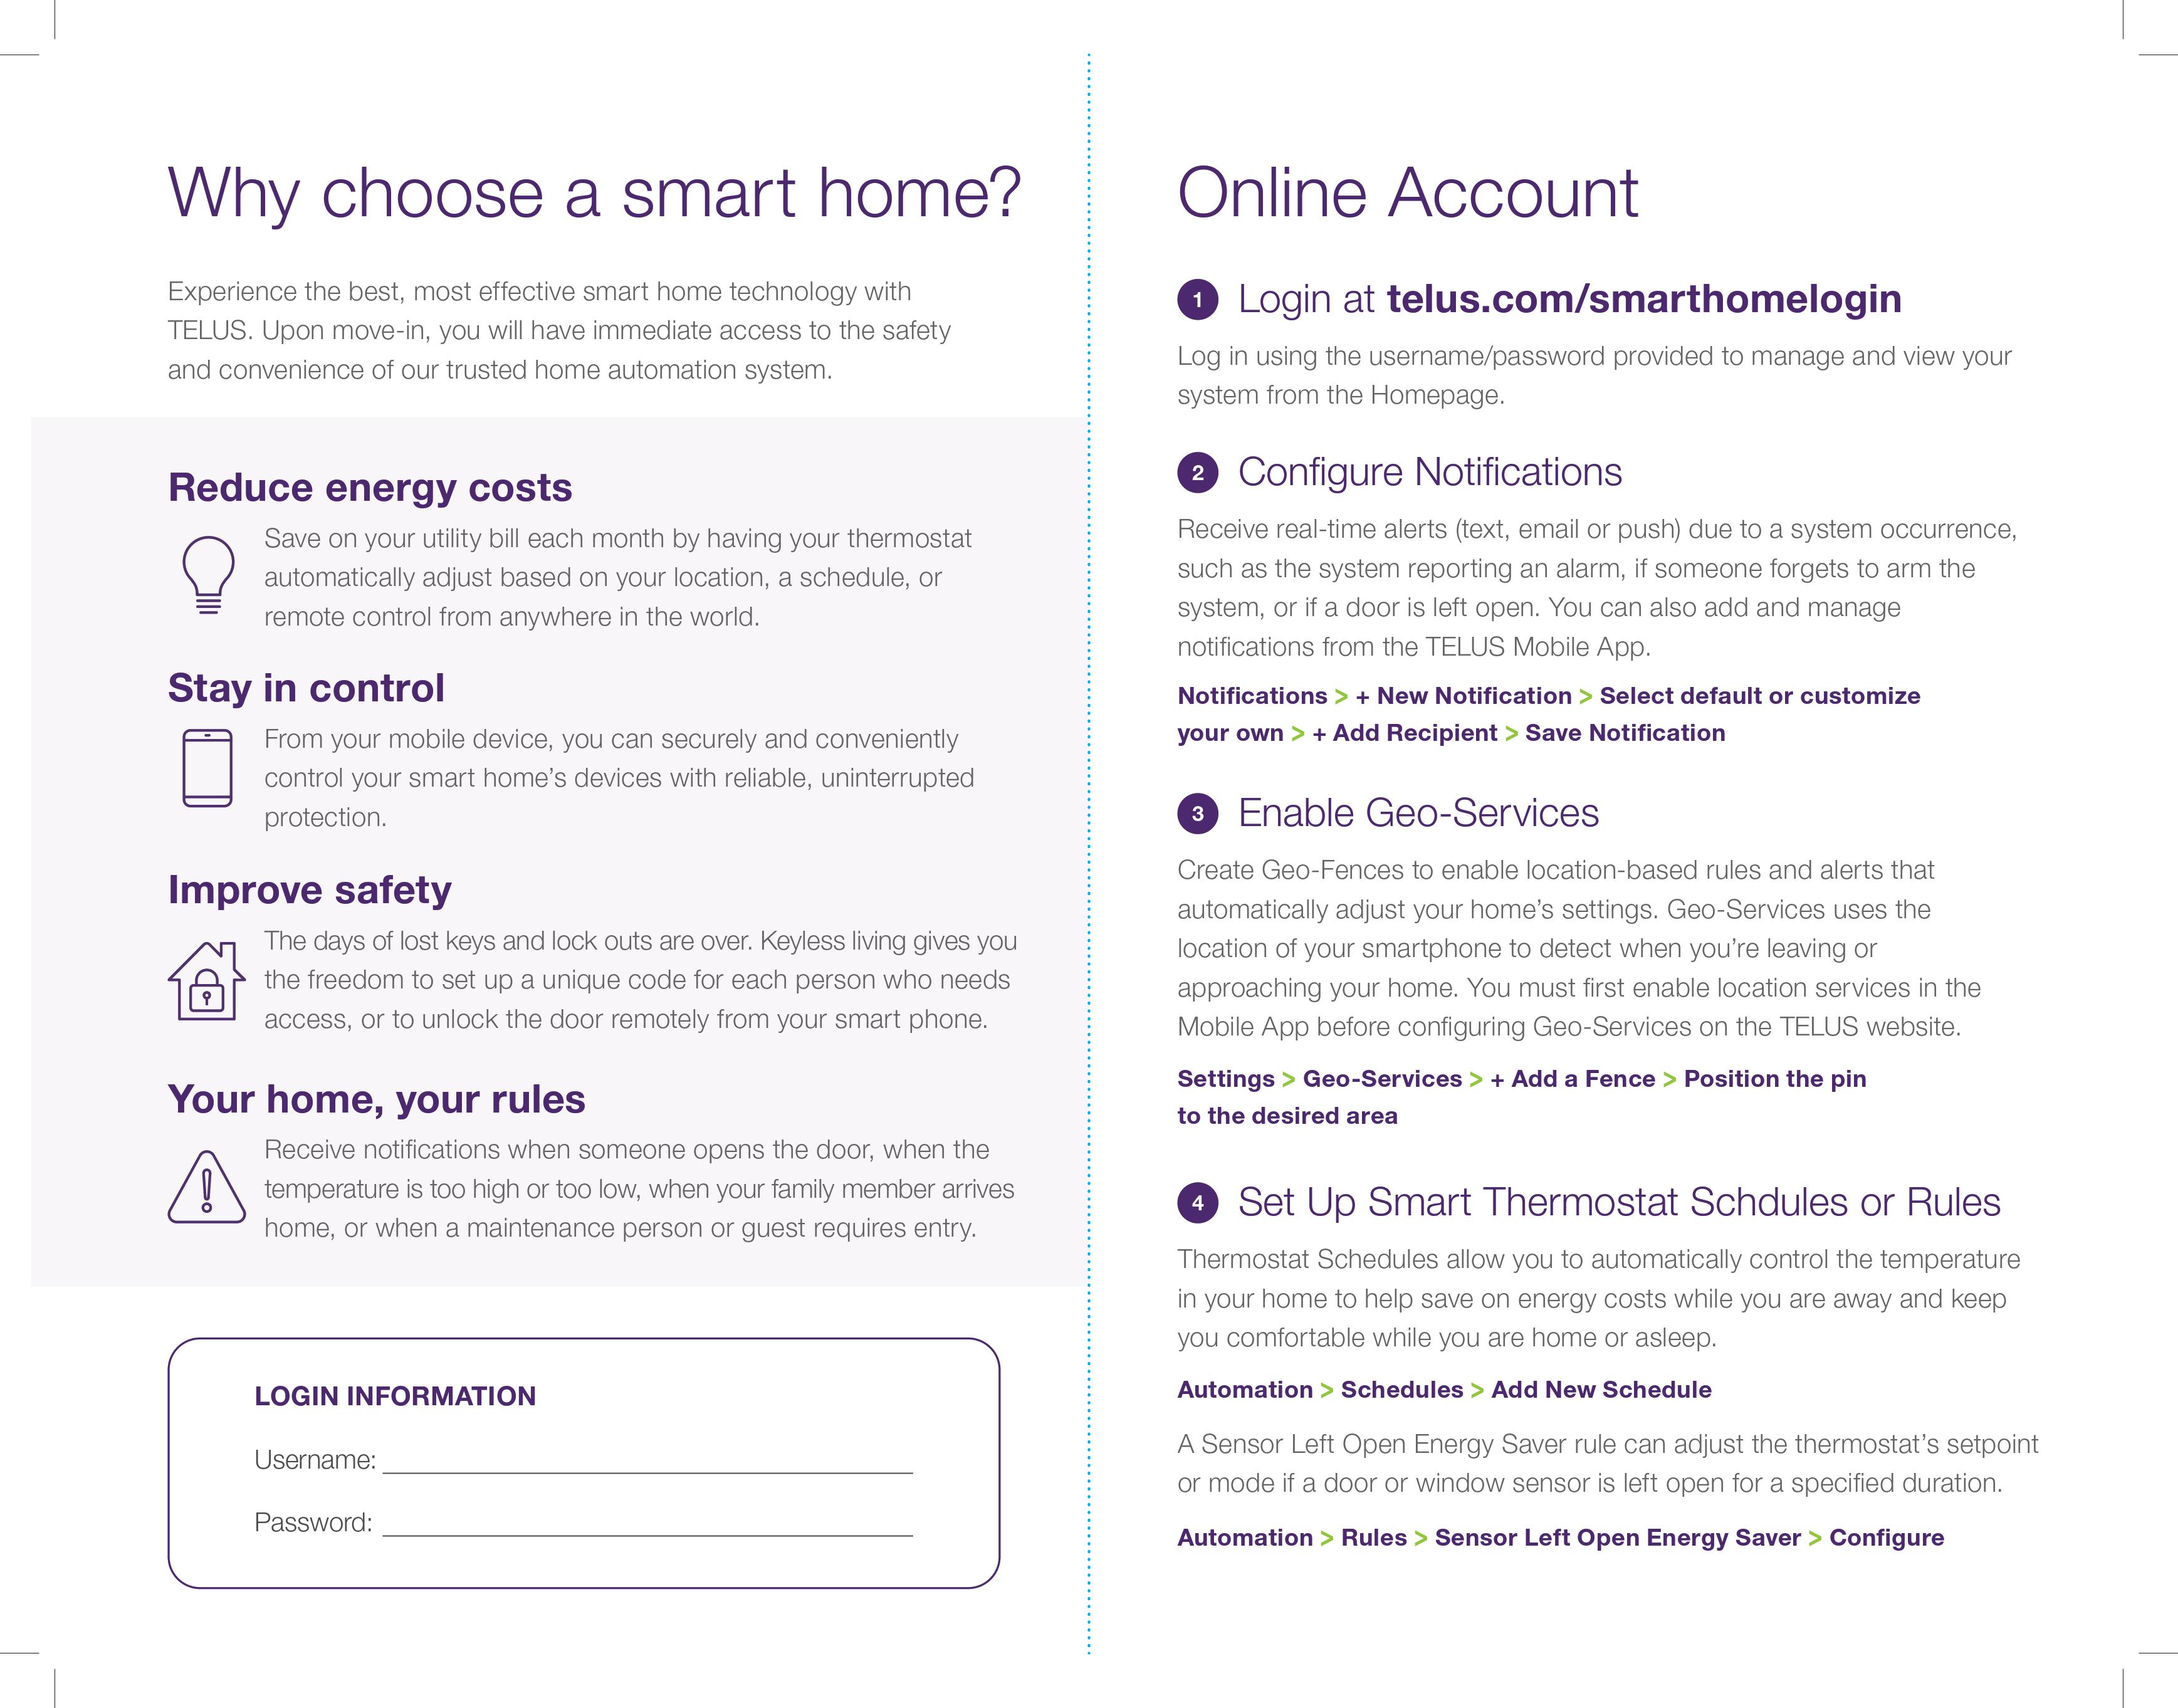 Why choose a smart home?
Experience the best, most effective smart home technology with
TELUS. Upon move-in, you will have immediate access to the safety
and convenience of our trusted home automation system.
Reduce energy costs
Save on your utility bill each month by having your thermostat
automatically adjust based on your location, a schedule, or
remote control from anywhere in the world.
Stay in control
From your mobile device, you can securely and conveniently
control your smart home’s devices with reliable, uninterrupted
protection.
Improve safety
The days of lost keys and lock outs are over. Keyless living gives you
the freedom to set up a unique code for each person who needs
access, or to unlock the door remotely from your smart phone.
Your home, your rules
Receive notifications when someone opens the door, when the
temperature is too high or too low, when your family member arrives
home, or when a maintenance person or guest requires entry.
LOGIN INFORMATION
Username:
Password:
Online Account
1 Login at telus.com/smarthomelogin
Log in using the username/password provided to manage and view your
system from the Homepage.
2 Configure Notifications
Receive real-time alerts (text, email or push) due to a system occurrence,
such as the system reporting an alarm, if someone forgets to arm the
system, or if a door is left open. You can also add and manage
notifications from the TELUS Mobile App.
Notifications > + New Notification > Select default or customize
your own > + Add Recipient > Save Notification
3 Enable Geo-Services
Create Geo-Fences to enable location-based rules and alerts that
automatically adjust your home’s settings. Geo-Services uses the
location of your smartphone to detect when you’re leaving or
approaching your home. You must first enable location services in the
Mobile App before configuring Geo-Services on the TELUS website.
Settings > Geo-Services > + Add a Fence > Position the pin
to the desired area
4 Set Up Smart Thermostat Schdules or Rules
Thermostat Schedules allow you to automatically control the temperature
in your home to help save on energy costs while you are away and keep
you comfortable while you are home or asleep.
Automation > Schedules > Add New Schedule
A Sensor Left Open Energy Saver rule can adjust the thermostat’s setpoint
or mode if a door or window sensor is left open for a specified duration.
Automation > Rules > Sensor Left Open Energy Saver > Configure